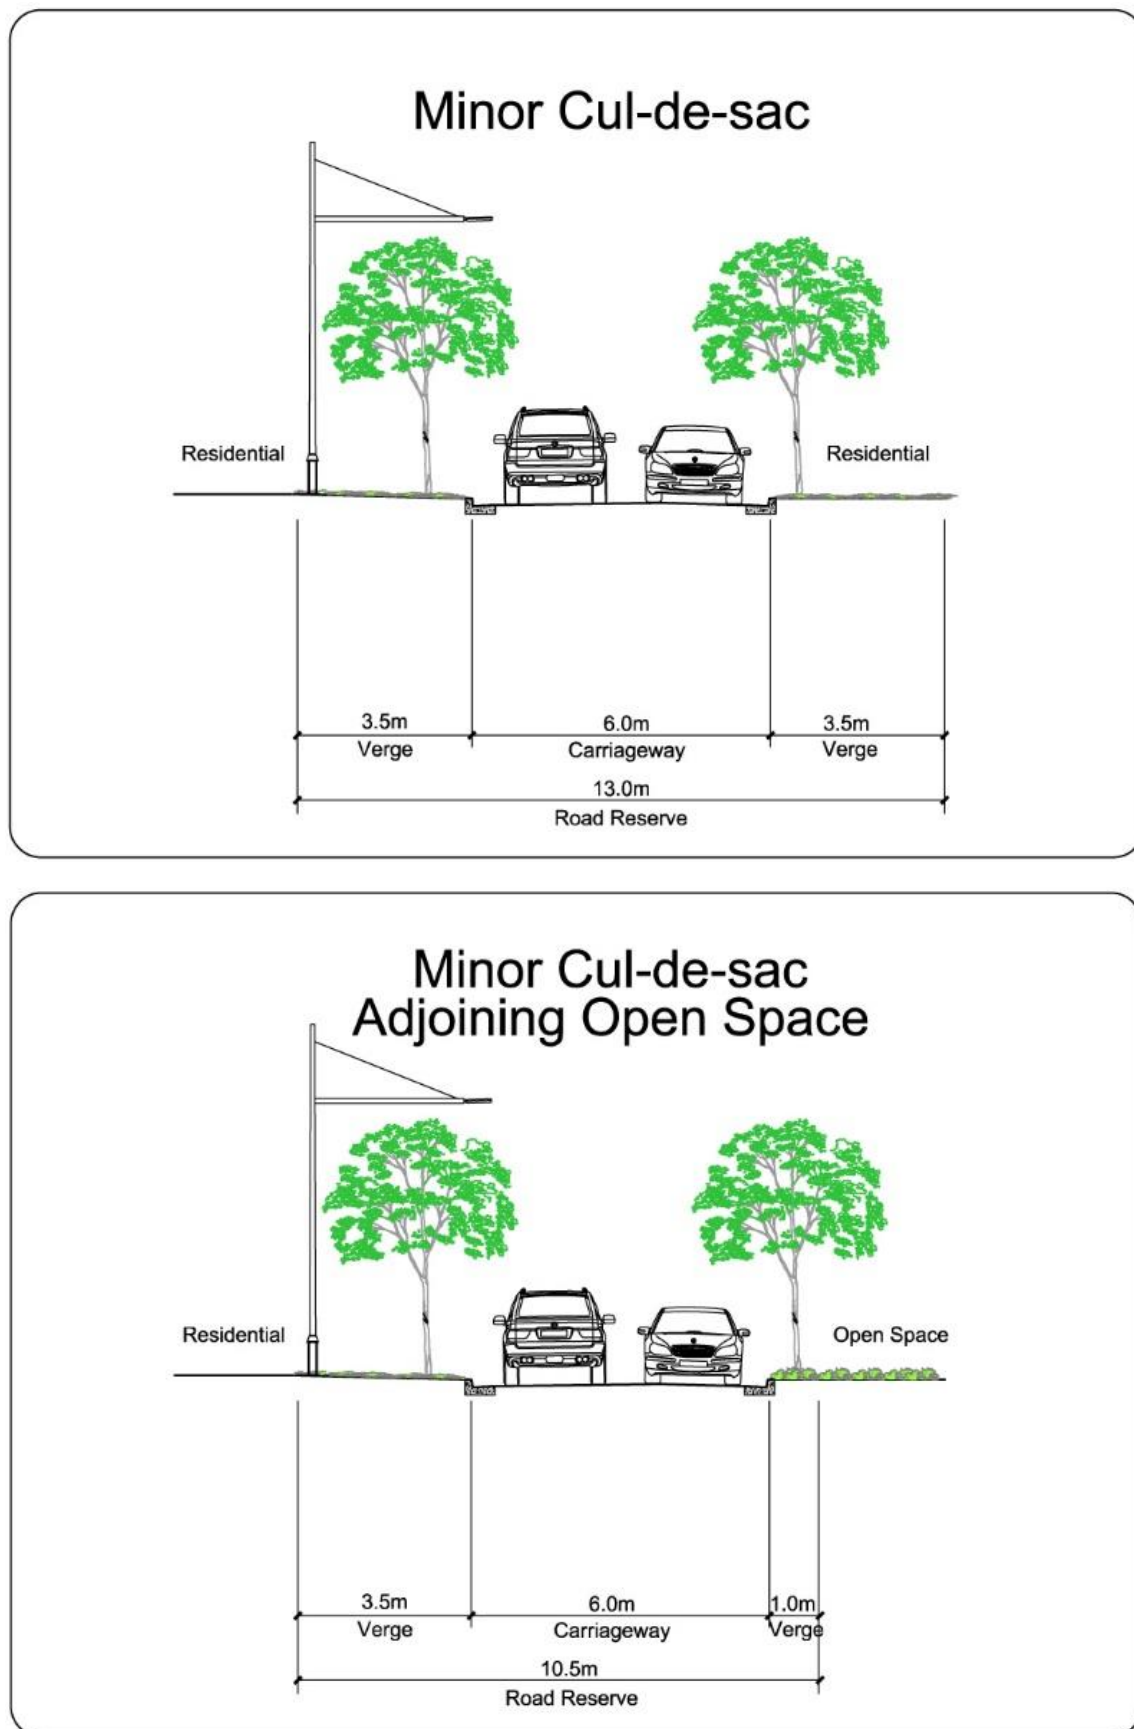 Minor Cul-de-sac
Residential
Residential
3.5m
6.0m
3.5m
Verge
Carriageway
Verge
13.0m
Road Reserve
Minor Cul-de-sac
Adjoining Open Space
Residential
Open Space
3.5m
6.0m
1.0m
Verge
Carriageway
Verge
10.5m
Road Reserve